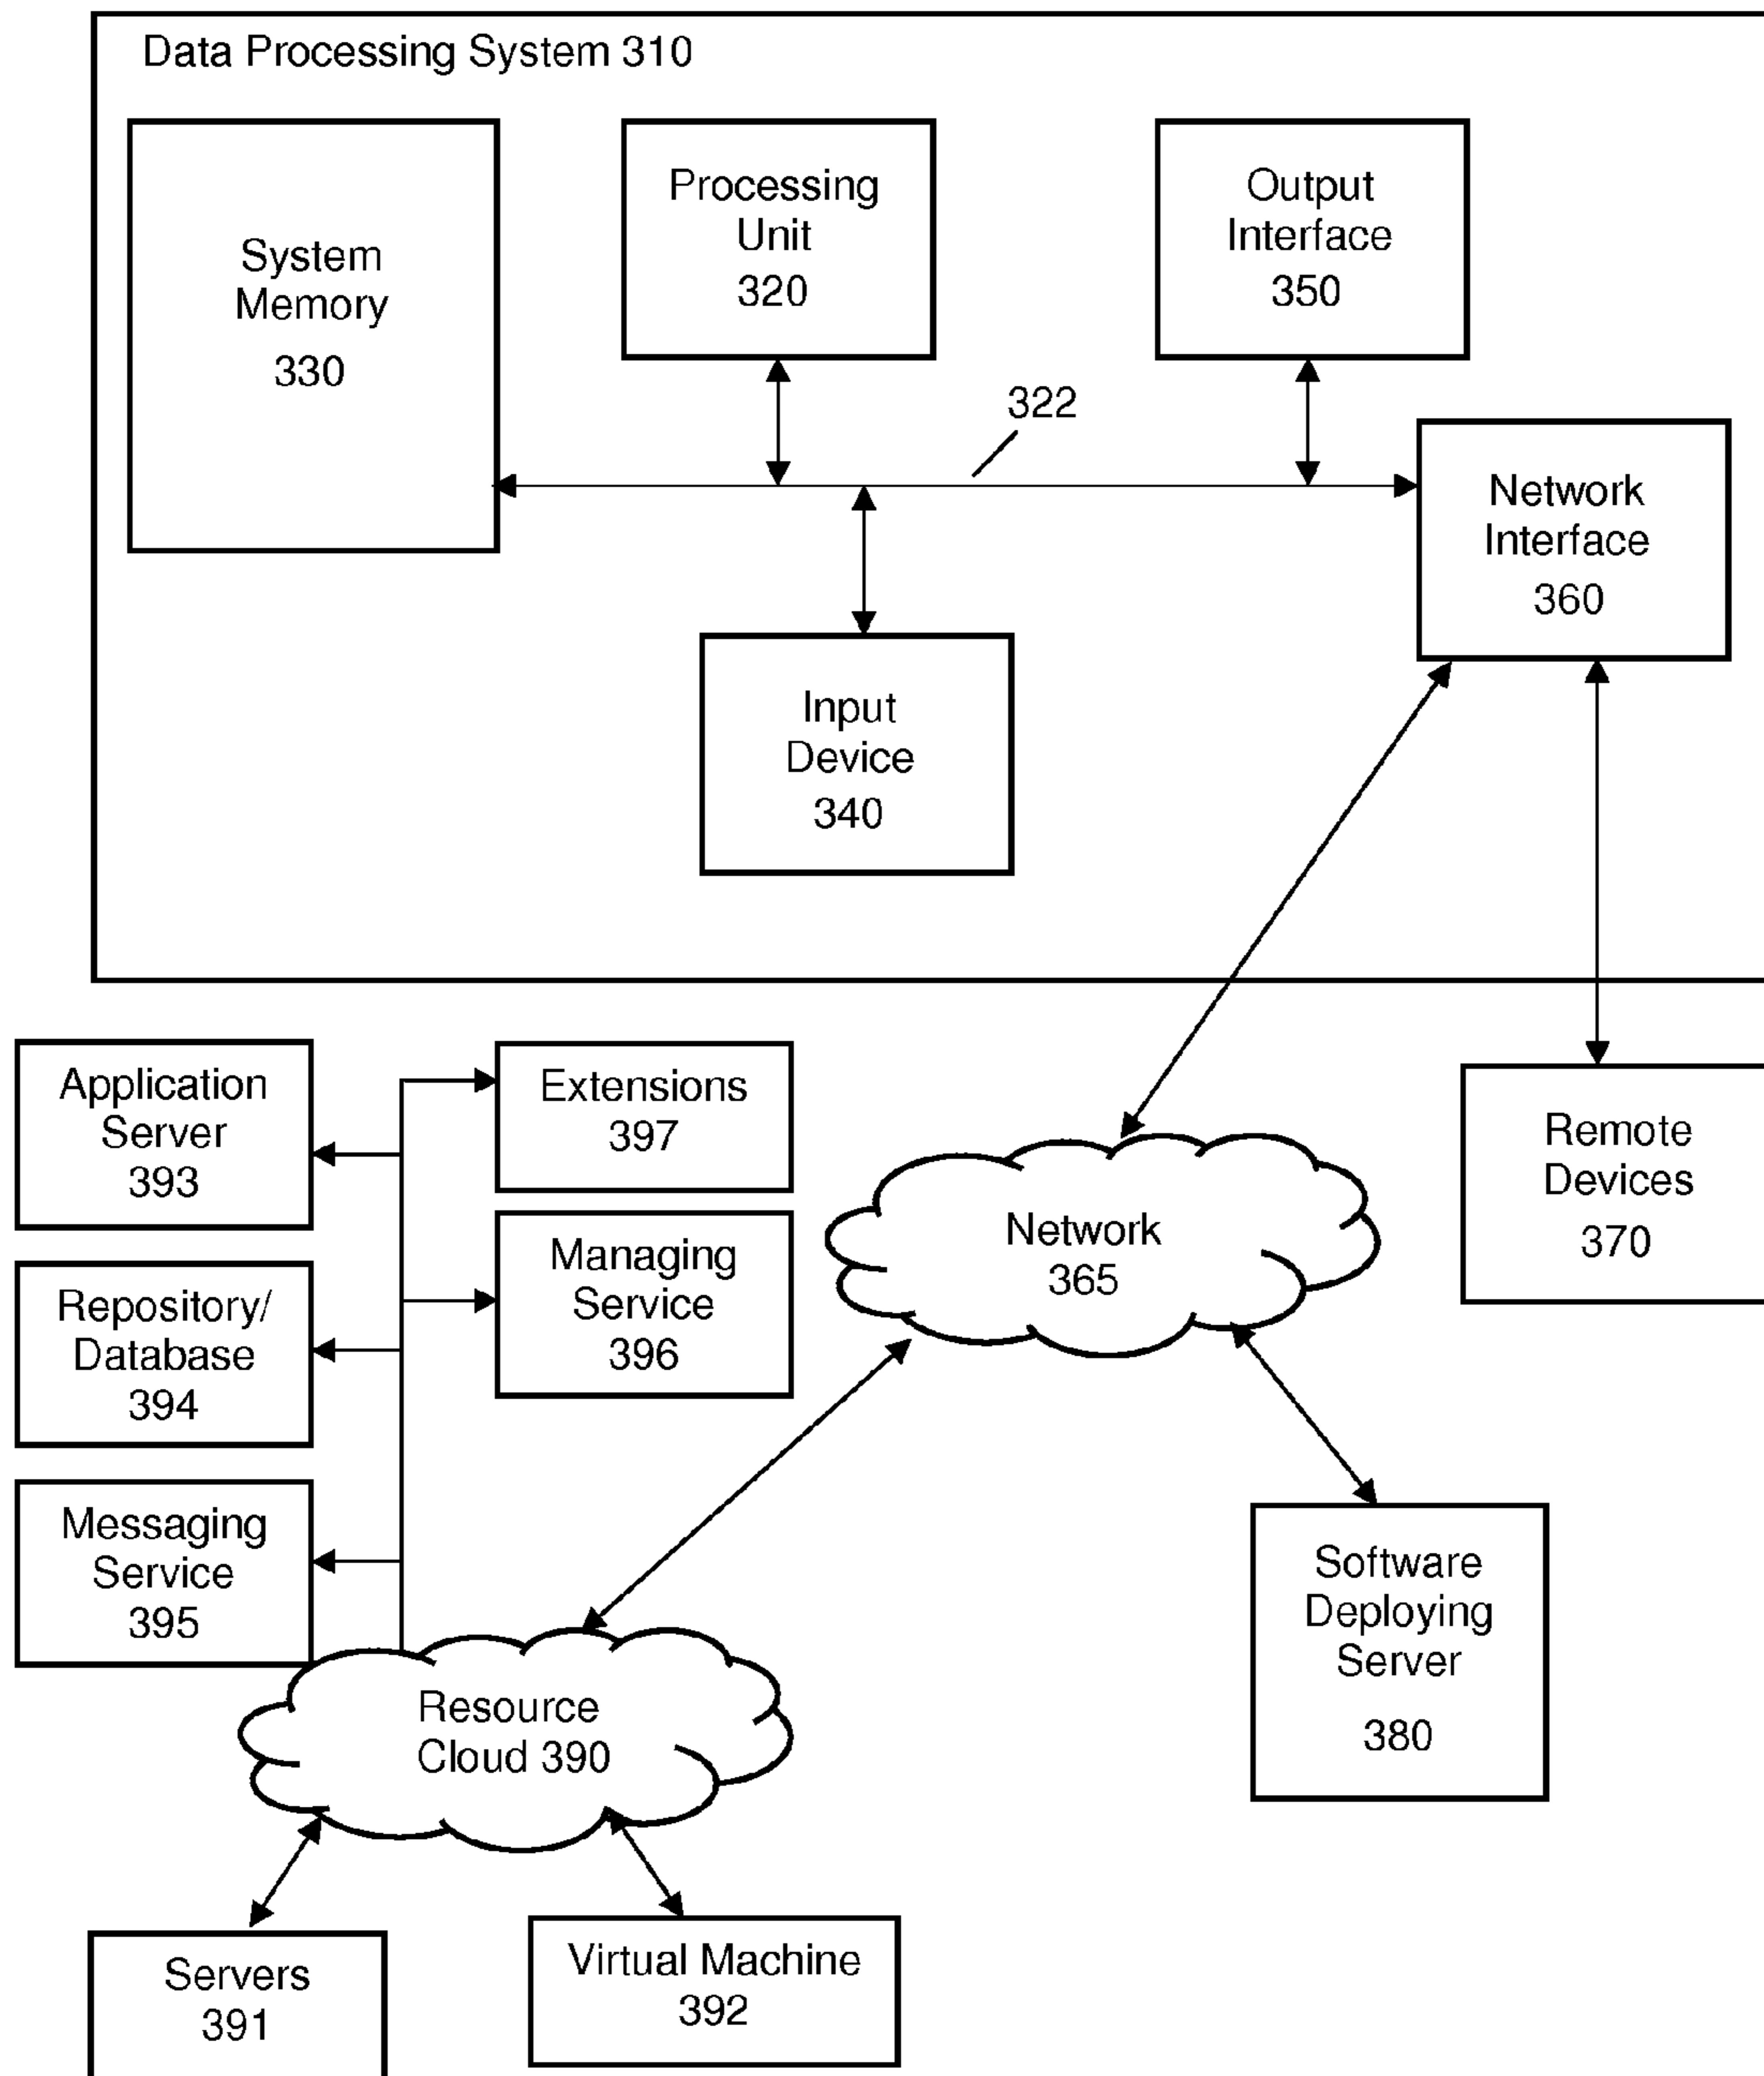 Data Processing System 310
System
Memory
330
Processing
Unit
320
Output
Interface
350
322
Network
Interface
360
Input
Device
340
Application
Server
393
Extensions
397
Remote
Devices
370
Network
365
Managing
Service
396
Repository/
Database
394
Messaging
Service
395
Software
Deploying
Server
380
Resource
Cloud 390
Servers
391
Virtual Machine
392